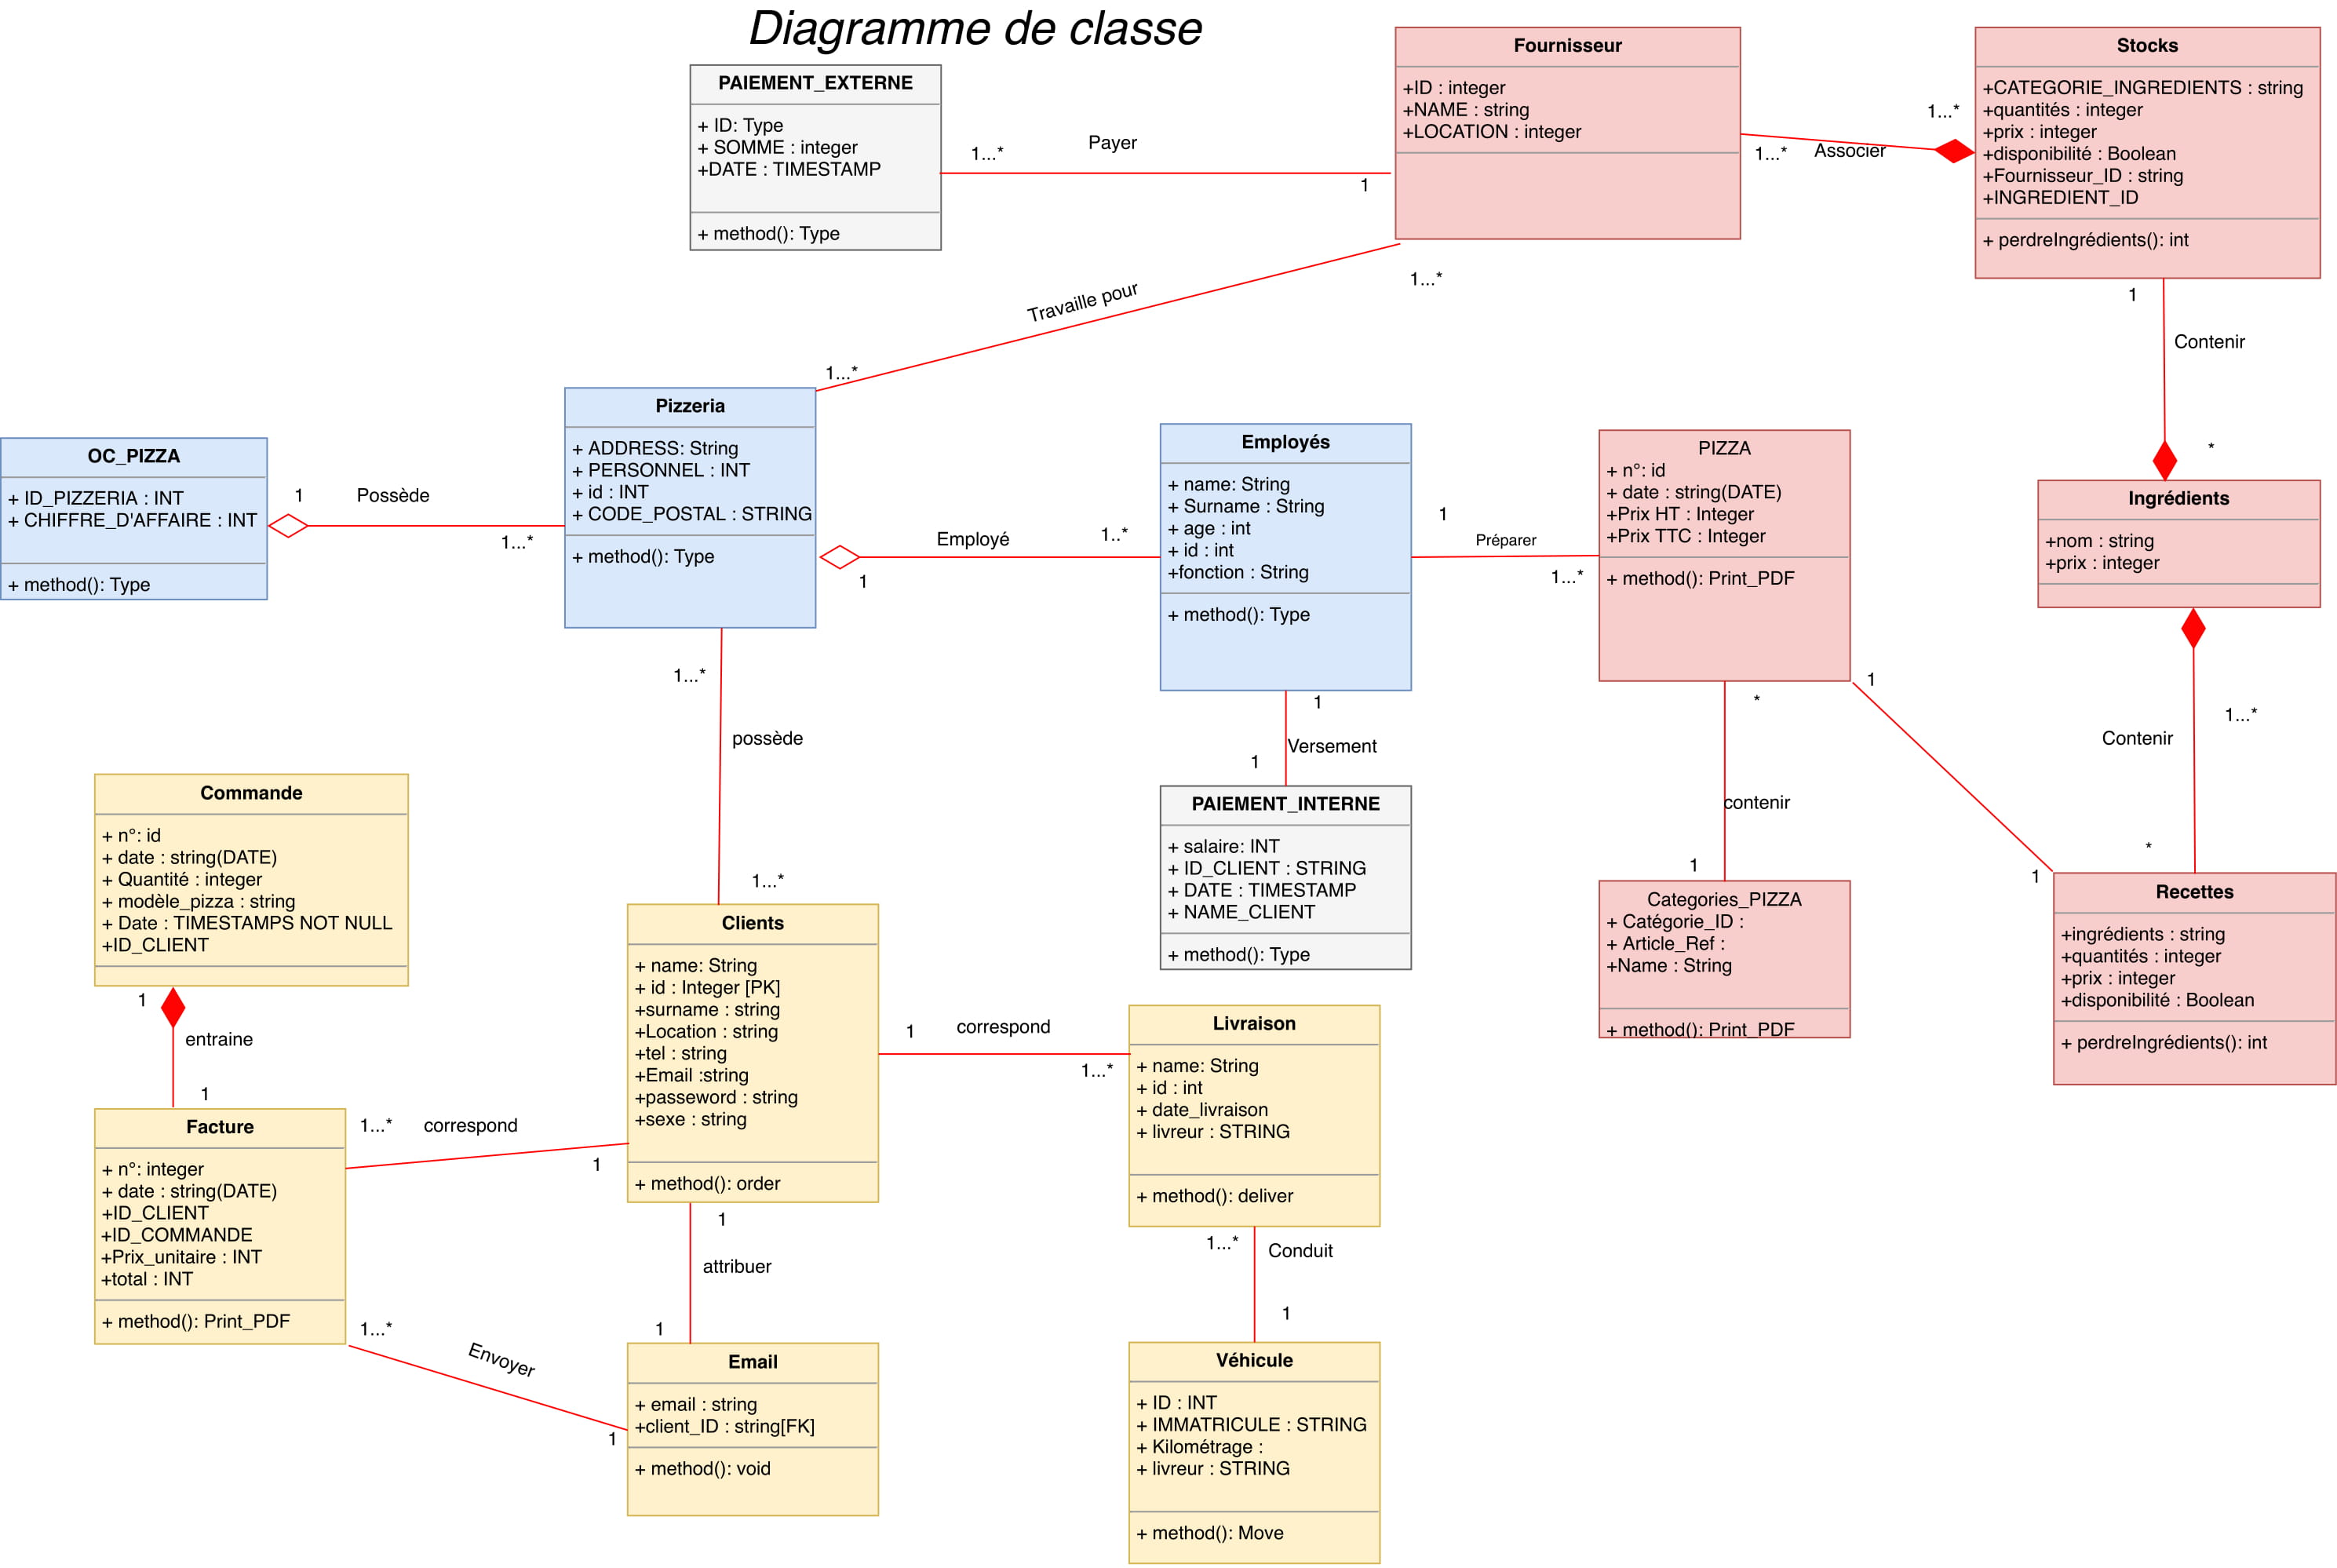 Diagramme de classe
PAIEMENT_EXTERNE
+ ID: Type
+ SOMME : integer
+DATE : TIMESTAMP
+ method(): Type
1...*
Payer
1
Fournisseur
+ID : integer
+NAME : string
+LOCATION : integer
1...*
Associer
1...*
Stocks
+CATEGORIE_INGREDIENTS : string
+quantités : integer
+prix : integer
+disponibilité : Boolean
+Fournisseur_ID : string
+INGREDIENT_ID
+ perdreIngrédients(): int
1...*
Travaille pour
1...*
1
Contenir
*
OC_PIZZA
+ ID_PIZZERIA : INT
+ CHIFFRE_D'AFFAIRE : INT
+ method(): Type
1
Possède
1...*
Pizzeria
+ ADDRESS: String
+ PERSONNEL : INT
+ id : INT
+ CODE_POSTAL : STRING
+ method(): Type
1
Employé
1..*
Employés
+ name: String
+ Surname : String
+ age : int
+ id : int
+fonction : String
+ method(): Type
1
Préparer
1...*
PIZZA
+ n°: id
+ date : string(DATE)
+Prix HT : Integer
+Prix TTC : Integer
+ method(): Print_PDF
Ingrédients
+nom : string
+prix : integer
1...*
possède
1...*
1
Versement
1
*
contenir
1
1
1
1...*
Contenir
*
Commande
+ n°: id
+ date : string(DATE)
+ Quantité : integer
+ modèle_pizza : string
+ Date : TIMESTAMPS NOT NULL
+ID_CLIENT
PAIEMENT_INTERNE
+ salaire: INT
+ ID_CLIENT : STRING
+ DATE : TIMESTAMP
+ NAME_CLIENT
+ method(): Type
Categories_PIZZA
+ Catégorie_ID :
+ Article_Ref :
+Name : String
+ method(): Print_PDF
Recettes
+ingrédients : string
+quantités : integer
+prix : integer
+disponibilité : Boolean
+ perdreIngrédients(): int
1
entraine
1
Clients
+ name: String
+ id : Integer [PK]
+surname : string
+Location : string
+tel : string
+Email :string
+passeword : string
+sexe : string
+ method(): order
1
correspond
1...*
Livraison
+ name: String
+ id : int
+ date_livraison
+ livreur : STRING
+ method(): deliver
Facture
+ n°: integer
+ date : string(DATE)
+ID_CLIENT
+ID_COMMANDE
+Prix_unitaire : INT
+total : INT
+ method(): Print_PDF
1...*
correspond
1
1
attribuer
1
1...*
Envoyer
1
1...*
Conduit
1
Email
+ email : string
+client_ID : string[FK]
+ method(): void
Véhicule
+ ID : INT
+ IMMATRICULE : STRING
+ Kilométrage :
+ livreur : STRING
+ method(): Move